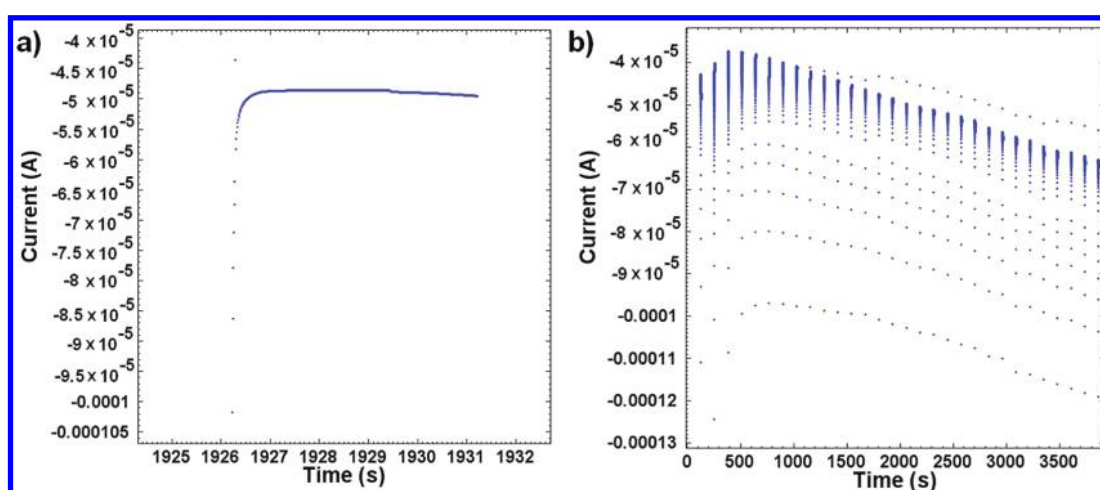 a)
-4 x 10-5
-4.5 x 10-5
-5 x 10-5
-5.5 x 10-5
-6 x 10-5
-6.5 x 10-5
-7 x 10-5
-7.5 x 10-5
-8 x 10-5
-8.5 x 10-5
-9 x 10-5
-9.5 x 10-5
-0.0001
-0.000105
Current (A)
1925 1926 1927 1928 1929 1930 1931 1932
Time (s)
b)
-4 x 10-5
-5 x 10-5
-6 x 10-5
-7 x 10-5
-8 x 10-5
-9 x 10-5
-0.0001
-0.00011
-0.00012
-0.00013
Current (A)
0 500 1000 1500 2000 2500 3000 3500
Time (s)